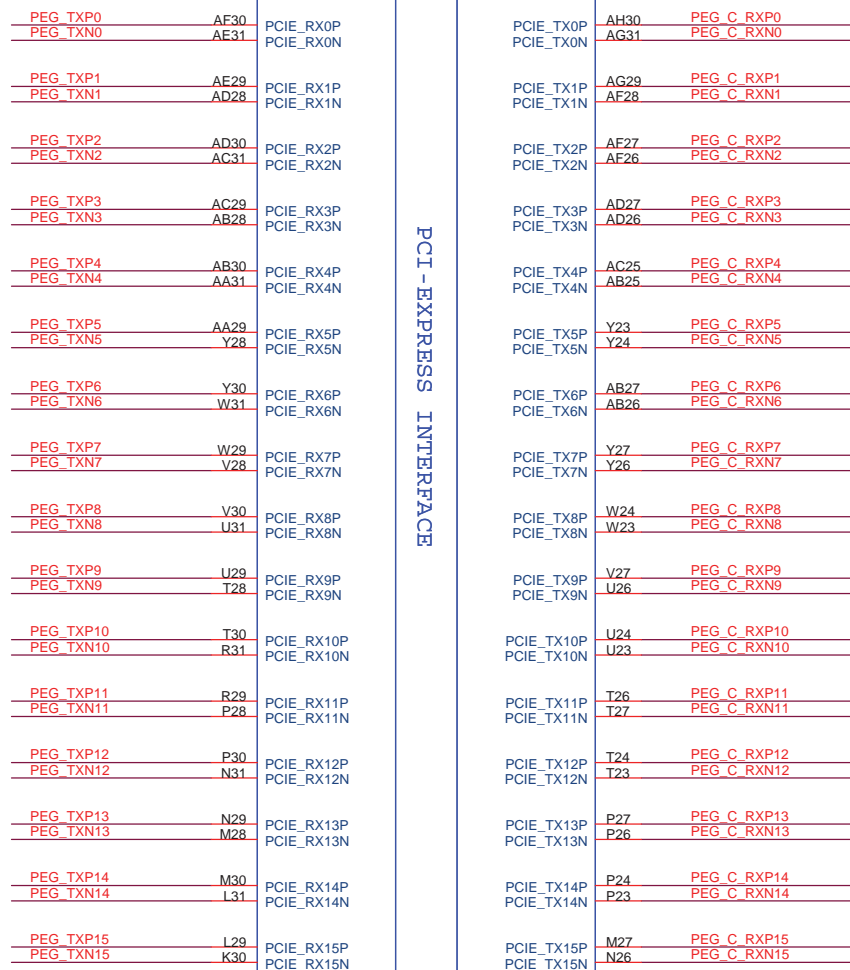 PEG_TXP0 AF30 PCIE_RX0P PCIE_TX0P AH30 PEG_C_RXP0
PEG_TXN0 AE31 PCIE_RX0N PCIE_TX0N AG31 PEG_C_RXN0
PEG_TXP1 AE29 PCIE_RX1P PCIE_TX1P AG29 PEG_C_RXP1
PEG_TXN1 AD28 PCIE_RX1N PCIE_TX1N AF28 PEG_C_RXN1
PEG_TXP2 AD30 PCIE_RX2P PCIE_TX2P AF27 PEG_C_RXP2
PEG_TXN2 AC31 PCIE_RX2N PCIE_TX2N AF26 PEG_C_RXN2
PEG_TXP3 AC29 PCIE_RX3P PCIE_TX3P AD27 PEG_C_RXP3
PEG_TXN3 AB28 PCIE_RX3N PCIE_TX3N AD26 PEG_C_RXN3
PEG_TXP4 AB30 PCIE_RX4P PCIE_TX4P AC25 PEG_C_RXP4
PEG_TXN4 AA31 PCIE_RX4N PCIE_TX4N AB25 PEG_C_RXN4
PEG_TXP5 AA29 PCIE_RX5P PCIE_TX5P Y23 PEG_C_RXP5
PEG_TXN5 Y28 PCIE_RX5N PCIE_TX5N Y24 PEG_C_RXN5
PEG_TXP6 Y30 PCIE_RX6P PCIE_TX6P AB27 PEG_C_RXP6
PEG_TXN6 W31 PCIE_RX6N PCIE_TX6N AB26 PEG_C_RXN6
PEG_TXP7 W29 PCIE_RX7P PCIE_TX7P Y27 PEG_C_RXP7
PEG_TXN7 V28 PCIE_RX7N PCIE_TX7N Y26 PEG_C_RXN7
PEG_TXP8 V30 PCIE_RX8P PCIE_TX8P W24 PEG_C_RXP8
PEG_TXN8 U31 PCIE_RX8N PCIE_TX8N W23 PEG_C_RXN8
PEG_TXP9 U29 PCIE_RX9P PCIE_TX9P V27 PEG_C_RXP9
PEG_TXN9 T28 PCIE_RX9N PCIE_TX9N U26 PEG_C_RXN9
PEG_TXP10 T30 PCIE_RX10P PCIE_TX10P U24 PEG_C_RXP10
PEG_TXN10 R31 PCIE_RX10N PCIE_TX10N U23 PEG_C_RXN10
PEG_TXP11 R29 PCIE_RX11P PCIE_TX11P T26 PEG_C_RXP11
PEG_TXN11 P28 PCIE_RX11N PCIE_TX11N T27 PEG_C_RXN11
PEG_TXP12 P30 PCIE_RX12P PCIE_TX12P T24 PEG_C_RXP12
PEG_TXN12 N31 PCIE_RX12N PCIE_TX12N T23 PEG_C_RXN12
PEG_TXP13 N29 PCIE_RX13P PCIE_TX13P P27 PEG_C_RXP13
PEG_TXN13 M28 PCIE_RX13N PCIE_TX13N P26 PEG_C_RXN13
PEG_TXP14 M30 PCIE_RX14P PCIE_TX14P P24 PEG_C_RXP14
PEG_TXN14 L31 PCIE_RX14N PCIE_TX14N P23 PEG_C_RXN14
PEG_TXP15 L29 PCIE_RX15P PCIE_TX15P M27 PEG_C_RXP15
PEG_TXN15 K30 PCIE_RX15N PCIE_TX15N N26 PEG_C_RXN15
PCI-EXPRESS INTERFACE